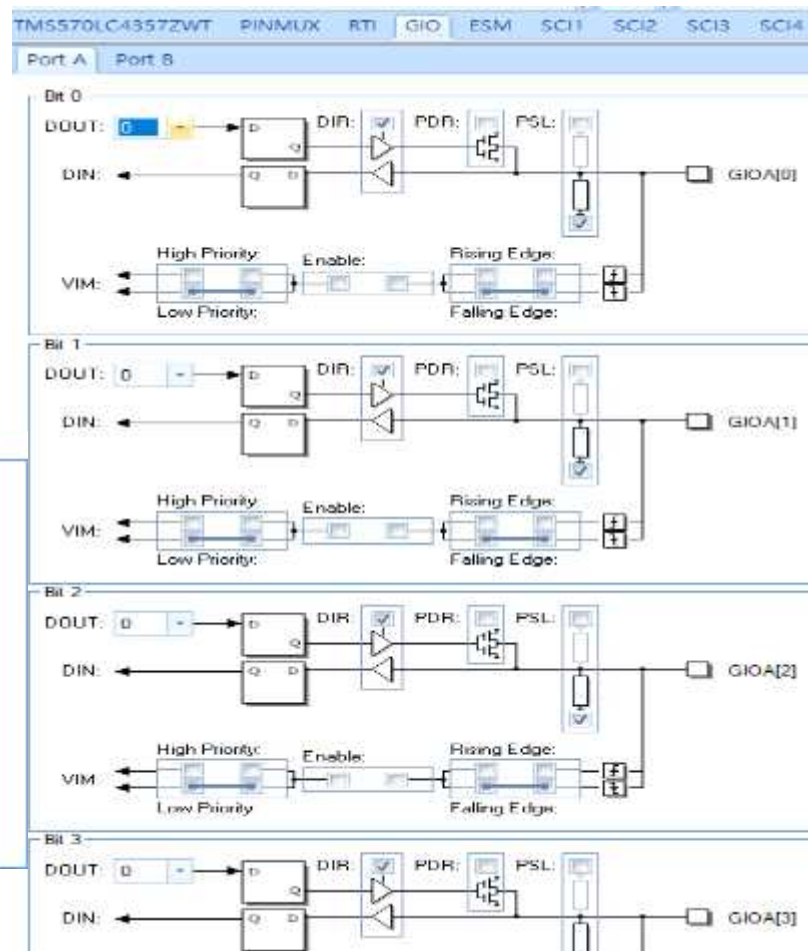 TMS570LC4357ZWT PINMUX RTI GIO ESM SCI1 SCI2 SCI3 SCI4
Port A Port B
Bit 0
DOUT: 0 DIR: PDR: PSL:
DIN: GIOA[0]
High Priority: Enable: Rising Edge:
VIM:
Low Priority: Falling Edge:
Bit 1
DOUT: 0 DIR: PDR: PSL:
DIN: GIOA[1]
High Priority: Enable: Rising Edge:
VIM:
Low Priority: Falling Edge:
Bit 2
DOUT: 0 DIR: PDR: PSL:
DIN: GIOA[2]
High Priority: Enable: Rising Edge:
VIM
Low Priority Falling Edge:
Bit 3
DOUT: 0 DIR: PDR: PSL:
DIN: GIOA[3]